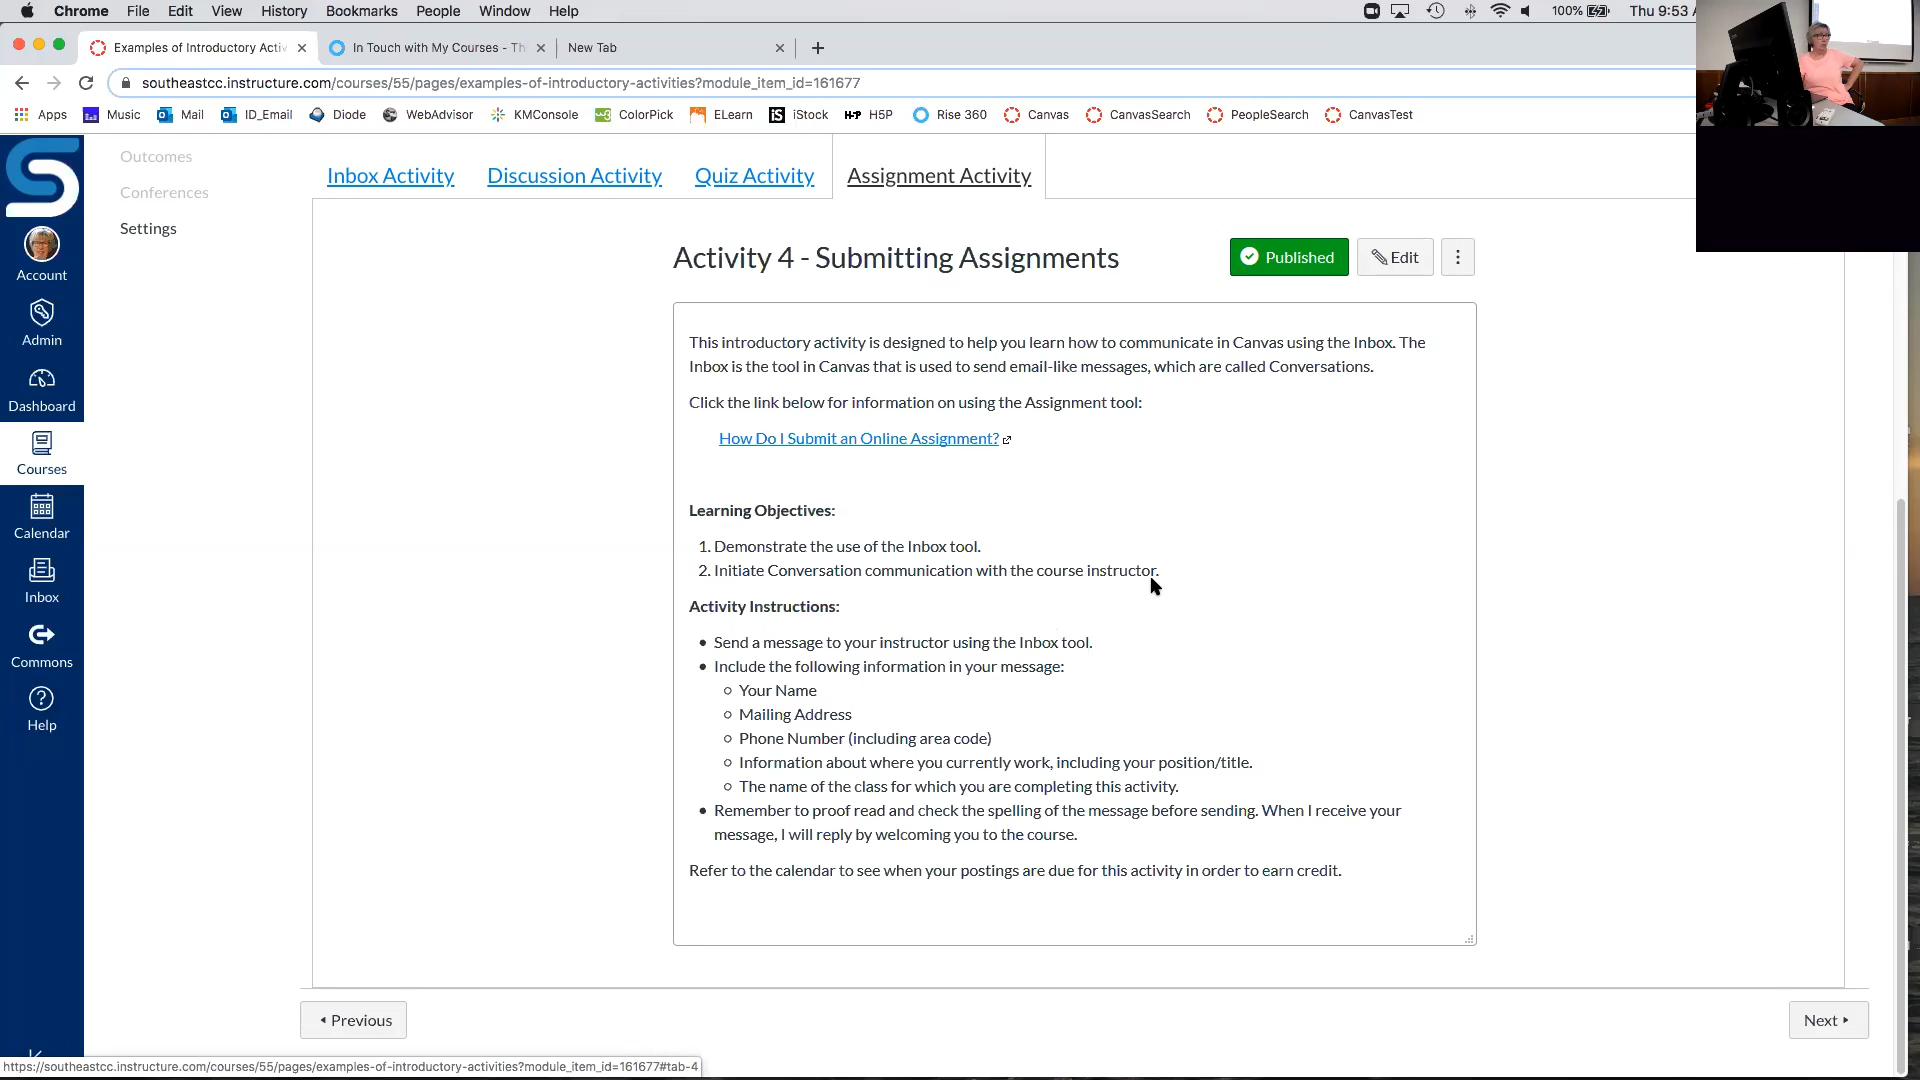 Chrome File Edit View History Bookmarks People Window Help 100% Thu 9:53
Examples of Introductory Activ In Touch with My Courses - Th New Tab
southeastcc.instructure.com/courses/55/pages/examples-of-introductory-activities?module_item_id=161677
Apps Music Mail ID_Email Diode WebAdvisor KMConsole ColorPick ELearn iStock H5P Rise 360 Canvas CanvasSearch PeopleSearch CanvasTest
Outcomes
Conferences
Settings
Account
Admin
Dashboard
Courses
Calendar
Inbox
Commons
Help
Inbox Activity Discussion Activity Quiz Activity Assignment Activity
Activity 4 - Submitting Assignments Published Edit
This introductory activity is designed to help you learn how to communicate in Canvas using the Inbox. The
Inbox is the tool in Canvas that is used to send email-like messages, which are called Conversations.
Click the link below for information on using the Assignment tool:
How Do I Submit an Online Assignment?
Learning Objectives:
1. Demonstrate the use of the Inbox tool.
2. Initiate Conversation communication with the course instructor.
Activity Instructions:
• Send a message to your instructor using the Inbox tool.
• Include the following information in your message:
○ Your Name
○ Mailing Address
○ Phone Number (including area code)
○ Information about where you currently work, including your position/title.
○ The name of the class for which you are completing this activity.
• Remember to proof read and check the spelling of the message before sending. When I receive your
message, I will reply by welcoming you to the course.
Refer to the calendar to see when your postings are due for this activity in order to earn credit.
Previous Next
https://southeastcc.instructure.com/courses/55/pages/examples-of-introductory-activities?module_item_id=161677#tab-4